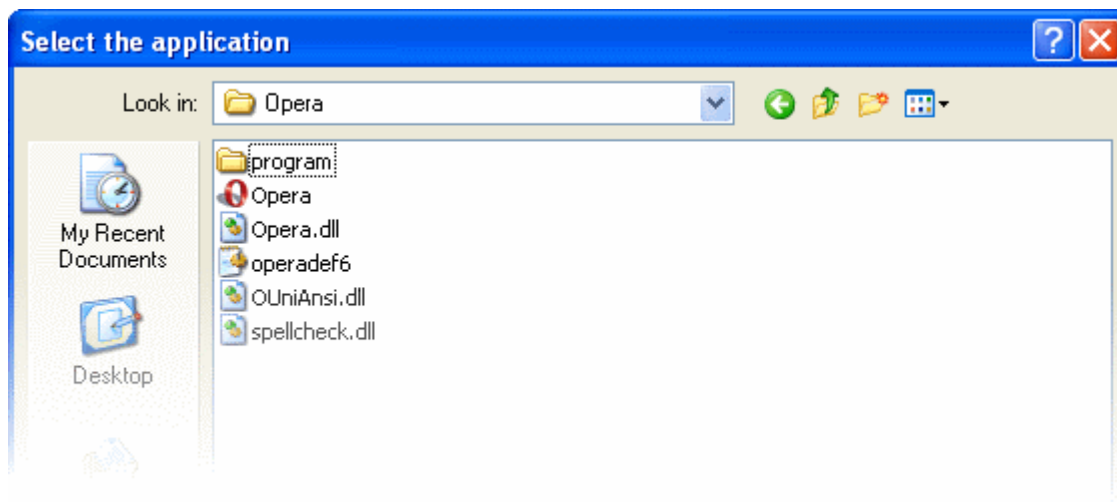 Select the application
Look in: Opera
program
Opera
My Recent
Documents
Opera.dll
operadef6
OUniAnsi.dll
spellcheck.dll
Desktop